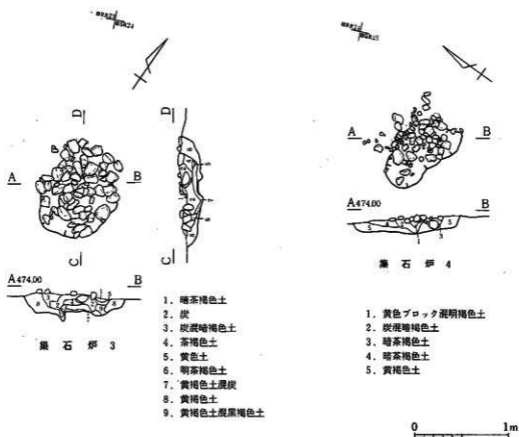 D
A
B
C
A 474.00
B
集石炉3
D
C
1. 暗茶褐色土
2. 炭
3. 炭混暗褐色土
4. 茶褐色土
5. 黄色土
6. 明茶褐色土
7. 黄褐色土混炭
8. 黄褐色土
9. 黄褐色土混黒褐色土
A
B
A 474.00
B
集石炉4
1. 黄色ブロック混明褐色土
2. 炭混暗褐色土
3. 暗茶褐色土
4. 暗茶褐色土
5. 黄褐色土
0 1m